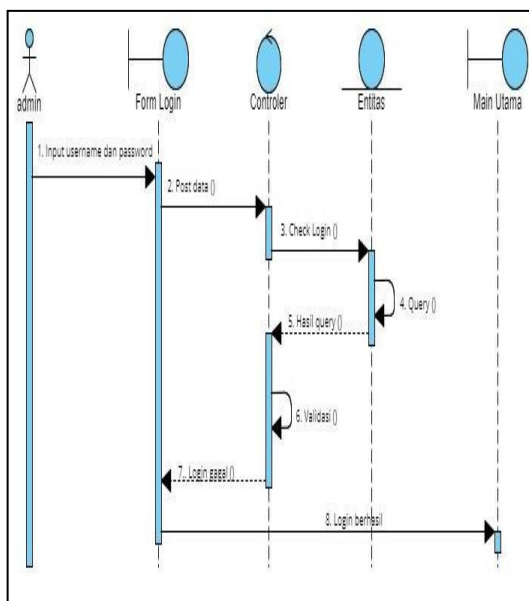 admin
Form Login
Controler
Entitas
Main Utama
1. Input username dan password
2. Post data ()
3. Check Login ()
4. Query ()
5. Hasil query ()
6. Validasi ()
7.. Login gagal ()
8. Login berhasil